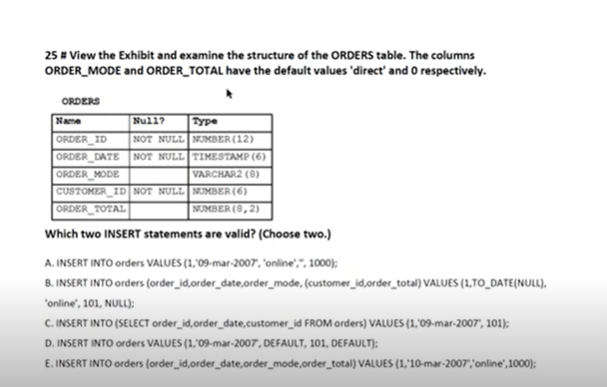 25 # View the Exhibit and examine the structure of the ORDERS table. The columns
ORDER_MODE and ORDER_TOTAL have the default values 'direct' and 0 respectively.
ORDERS
Name Null? Type
ORDER_ID NOT NULL NUMBER(12)
ORDER_DATE NOT NULL TIMESTAMP(6)
ORDER_MODE VARCHAR2(8)
CUSTOMER_ID NOT NULL NUMBER(6)
ORDER_TOTAL NUMBER(8,2)
Which two INSERT statements are valid? (Choose two.)
A. INSERT INTO orders VALUES (1,'09-mar-2007', 'online','', 1000);
B. INSERT INTO orders (order_id,order_date,order_mode, (customer_id,order_total) VALUES (1,TO_DATE(NULL),
'online', 101, NULL);
C. INSERT INTO (SELECT order_id,order_date,customer_id FROM orders) VALUES (1,'09-mar-2007', 101);
D. INSERT INTO orders VALUES (1,'09-mar-2007', DEFAULT, 101, DEFAULT);
E. INSERT INTO orders (order_id,order_date,order_mode,order_total) VALUES (1,'10-mar-2007','online',1000);